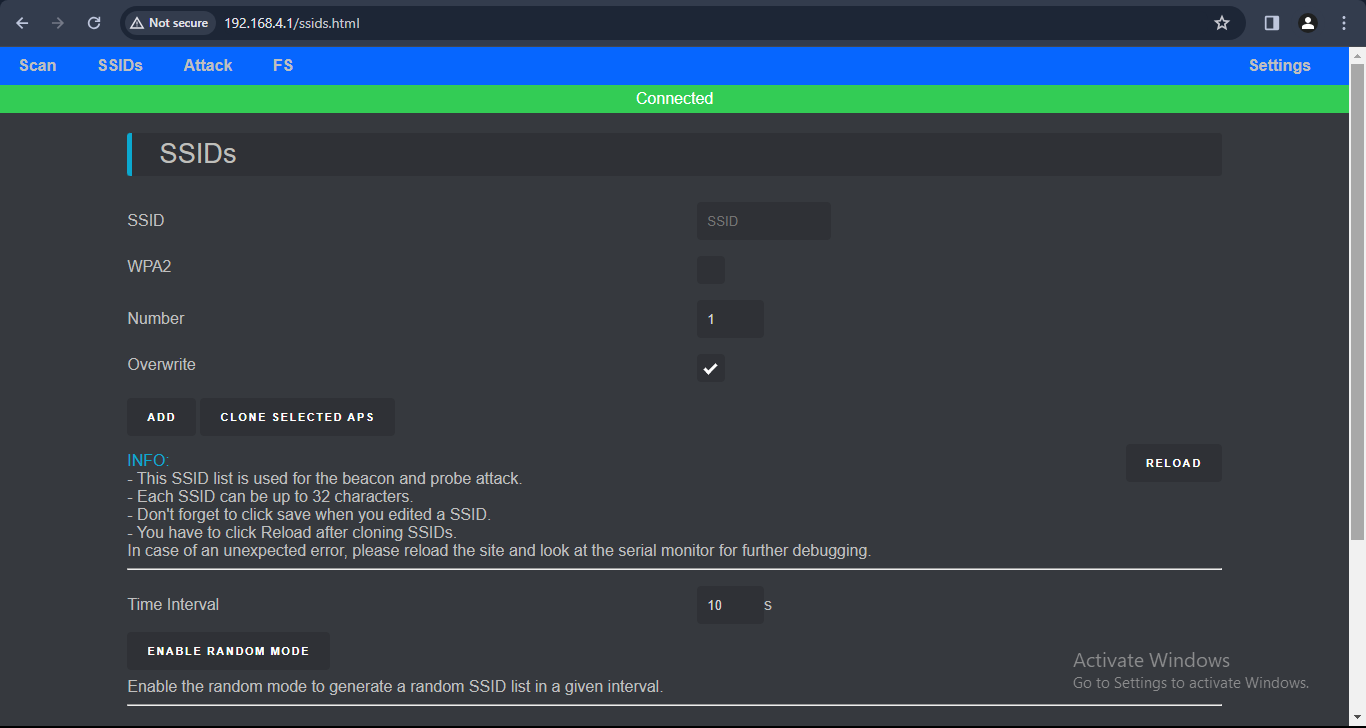 Not secure 192.168.4.1/ssids.html
Scan SSIDs Attack FS Settings
Connected
SSIDs
SSID SSID
WPA2
Number 1
Overwrite
ADD CLONE SELECTED APS
INFO: RELOAD
- This SSID list is used for the beacon and probe attack.
- Each SSID can be up to 32 characters.
- Don't forget to click save when you edited a SSID.
- You have to click Reload after cloning SSIDs.
In case of an unexpected error, please reload the site and look at the serial monitor for further debugging.
Time Interval 10 s
ENABLE RANDOM MODE
Enable the random mode to generate a random SSID list in a given interval.
Activate Windows
Go to Settings to activate Windows.